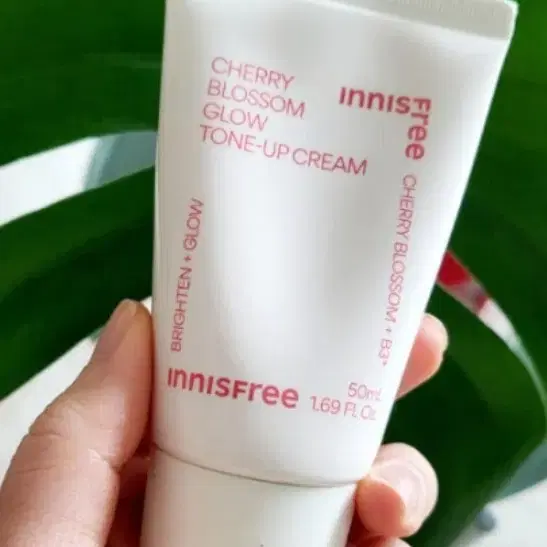 CHERRY
BLOSSOM
GLOW
TONE-UP CREAM
INNISFree
CHERRY BLOSSOM + B3*
BRIGHTEN + GLOW
INNISFree
50mL
1.69 Fl. Oz.